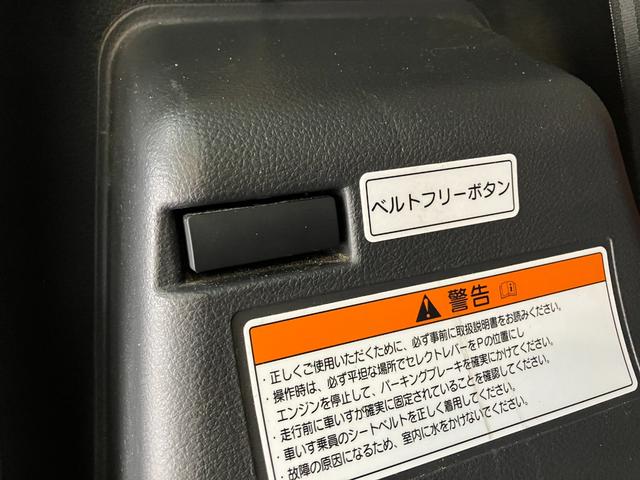 ベルトフリーボタン
警告
・正しくご使用いただくために、必ず事前に取扱説明書をお読みください。
・操作時は、必ず平坦な場所でセレクトレバーをPの位置にし
エンジンを停止して、パーキングブレーキを確実にかけてください。
・走行前に車いすが確実に固定されていることを確認してください。
・車いす乗員のシートベルトを正しく着用してください。
・故障の原因になるため、室内に水をかけないでください。